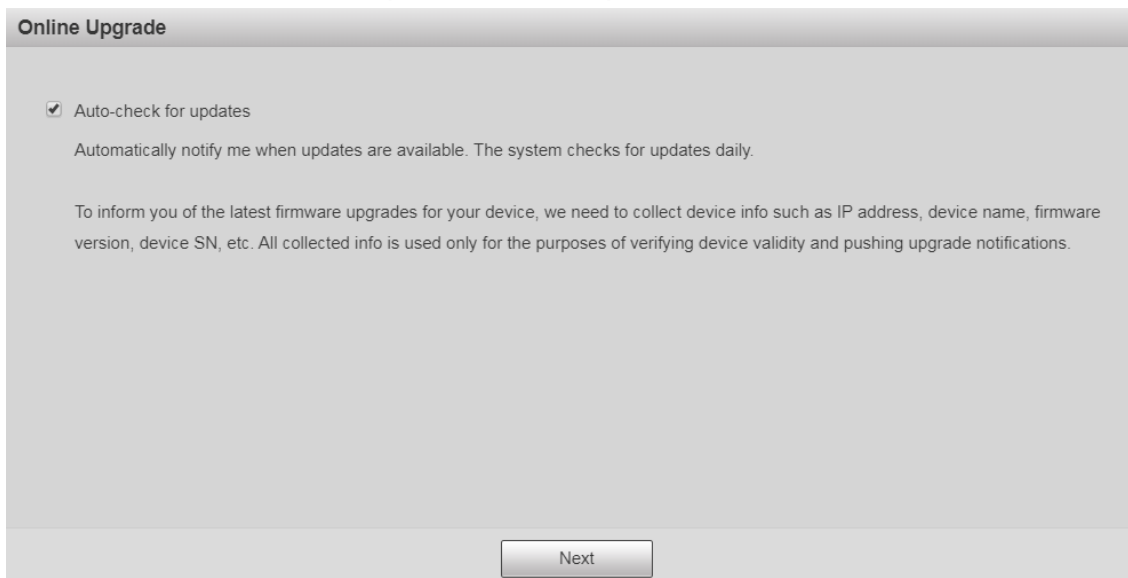 Online Upgrade
Auto-check for updates
Automatically notify me when updates are available. The system checks for updates daily.
To inform you of the latest firmware upgrades for your device, we need to collect device info such as IP address, device name, firmware
version, device SN, etc. All collected info is used only for the purposes of verifying device validity and pushing upgrade notifications.
Next